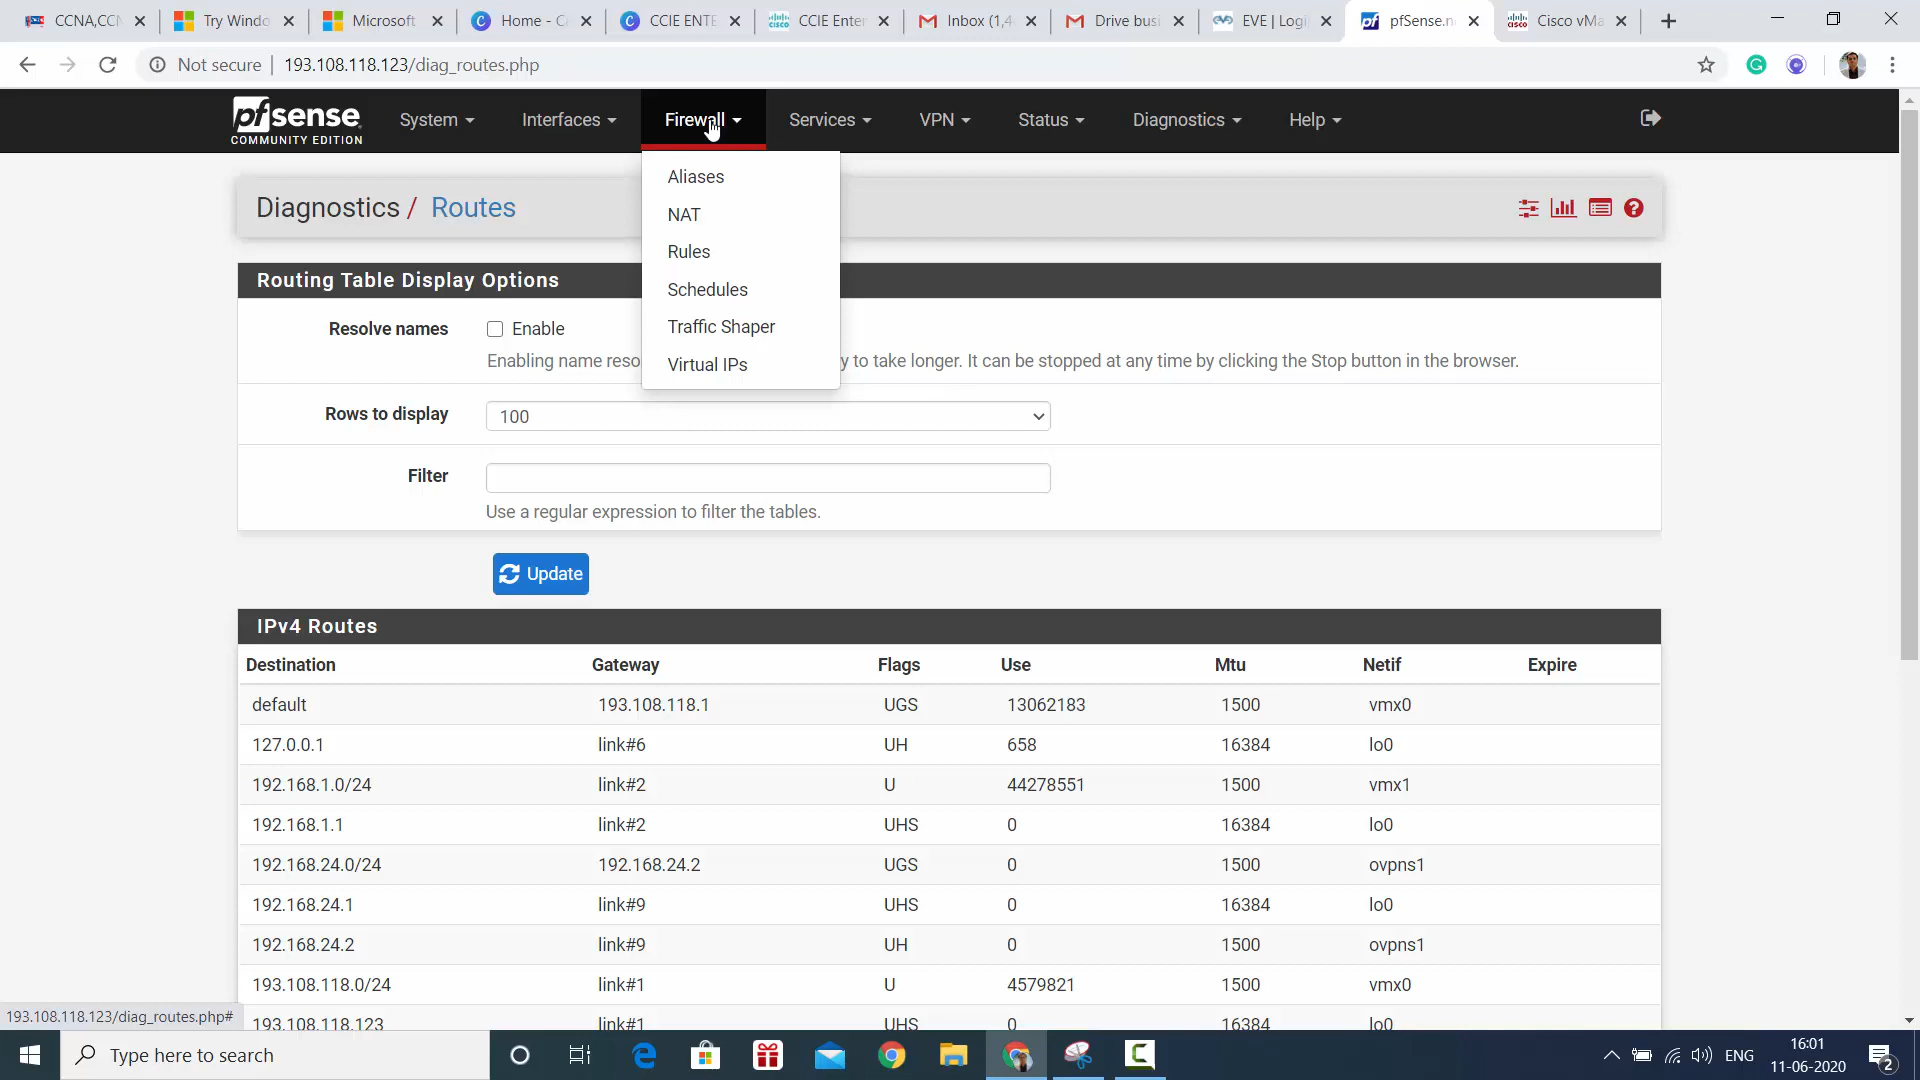 CCNA,CCN
Try Windo
Microsoft
Home - C
CCIE ENTE
CCIE Enter
Inbox (1,4
Drive busi
EVE | Logi
pfSense.n
Cisco vMa
Not secure
193.108.118.123/diag_routes.php
pfsense
COMMUNITY EDITION
System
Interfaces
Firewall
Services
VPN
Status
Diagnostics
Help
Aliases
NAT
Rules
Schedules
Traffic Shaper
Virtual IPs
Diagnostics / Routes
Routing Table Display Options
Resolve names
Enable
Enabling name reso y to take longer. It can be stopped at any time by clicking the Stop button in the browser.
Rows to display
100
Filter
Use a regular expression to filter the tables.
Update
IPv4 Routes
Destination Gateway Flags Use Mtu Netif Expire
default 193.108.118.1 UGS 13062183 1500 vmx0
127.0.0.1 link#6 UH 658 16384 lo0
192.168.1.0/24 link#2 U 44278551 1500 vmx1
192.168.1.1 link#2 UHS 0 16384 lo0
192.168.24.0/24 192.168.24.2 UGS 0 1500 ovpns1
192.168.24.1 link#9 UHS 0 16384 lo0
192.168.24.2 link#9 UH 0 1500 ovpns1
193.108.118.0/24 link#1 U 4579821 1500 vmx0
193.108.118.123 link#1 UHS 0 16384 lo0
193.108.118.123/diag_routes.php#
Type here to search
ENG
16:01
11-06-2020
2